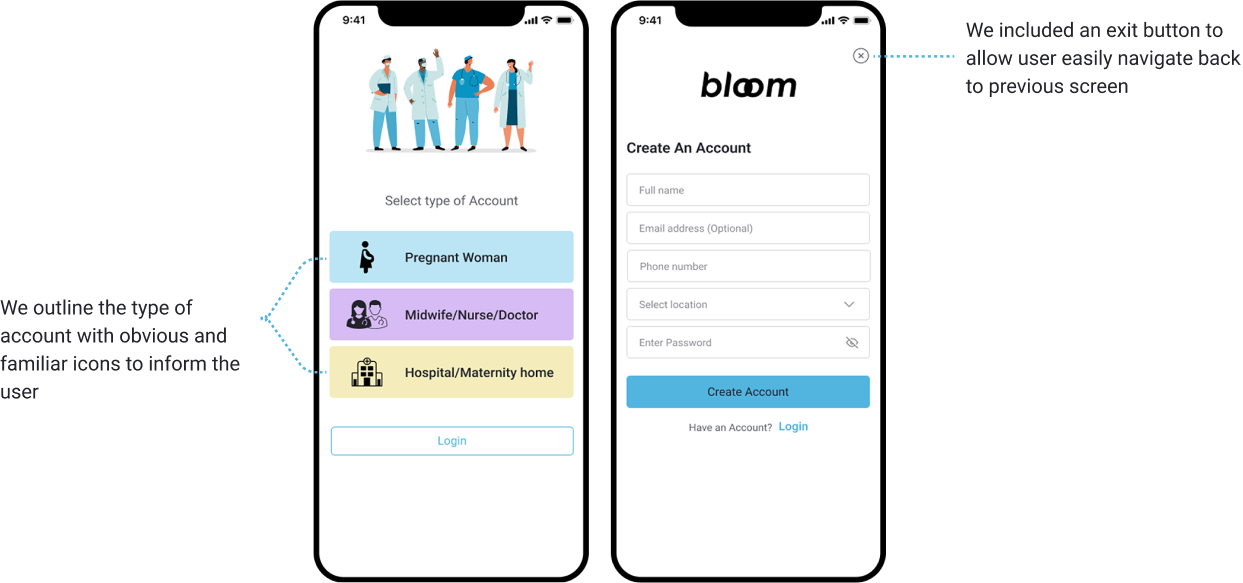 We outline the type of
account with obvious and
familiar icons to inform the
user
9:41
Select type of Account
Pregnant Woman
Midwife/Nurse/Doctor
Hospital/Maternity home
Login
9:41
bloom
Create An Account
Full name
Email address (Optional)
Phone number
Select location
Enter Password
Create Account
Have an Account? Login
We included an exit button to
allow user easily navigate back
to previous screen